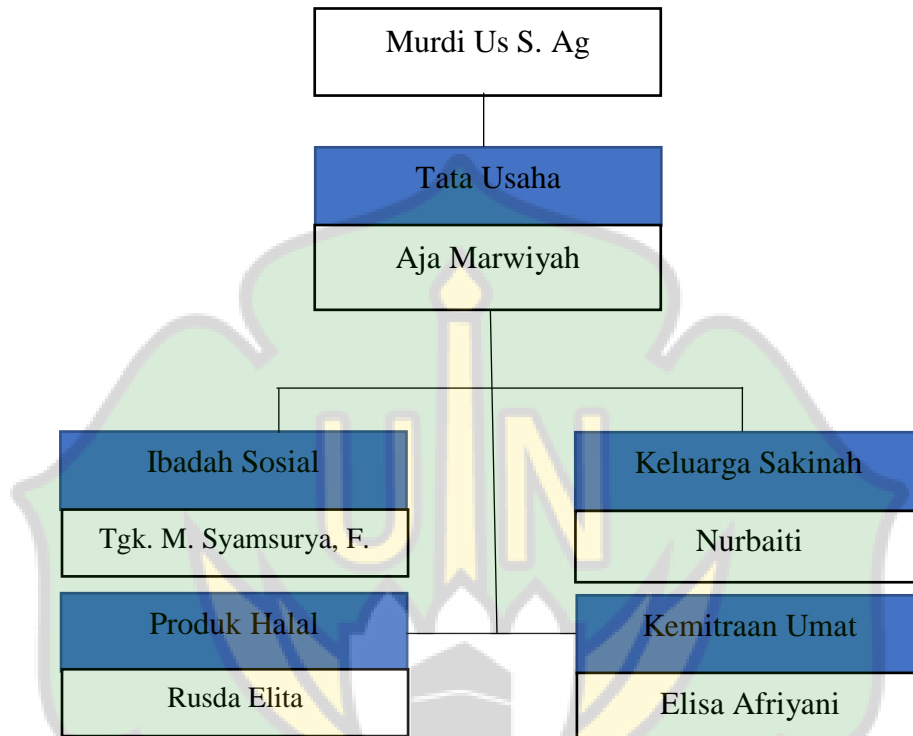 Murdi Us S. Ag
Tata Usaha
Aja Marwiyah
Ibadah Sosial
Tgk. M. Syamsurya, F.
Keluarga Sakinah
Nurbaiti
Produk Halal
Rusda Elita
Kemitraan Umat
Elisa Afriyani
UIN